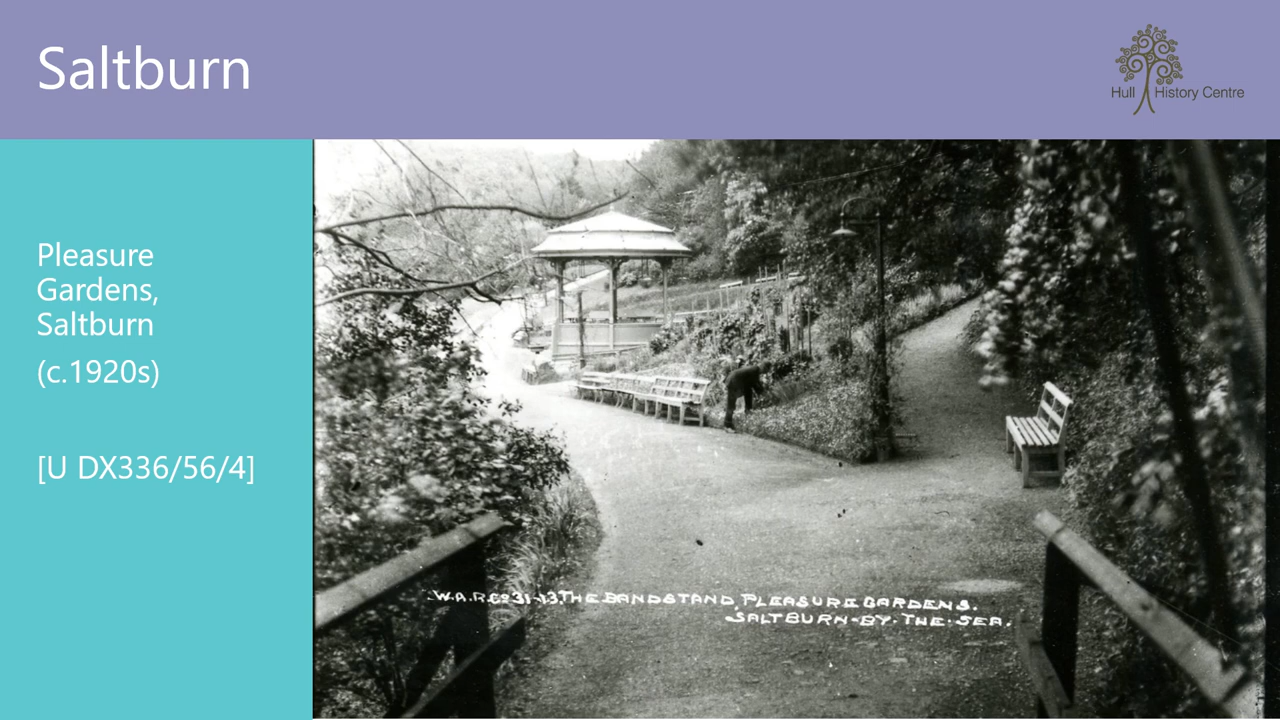 Saltburn
Hull History Centre
Pleasure
Gardens,
Saltburn
(c.1920s)
[U DX336/56/4]
W.A.R.Co 31-13. THE BANDSTAND, PLEASURE GARDENS.
SALTBURN-BY-THE-SEA.